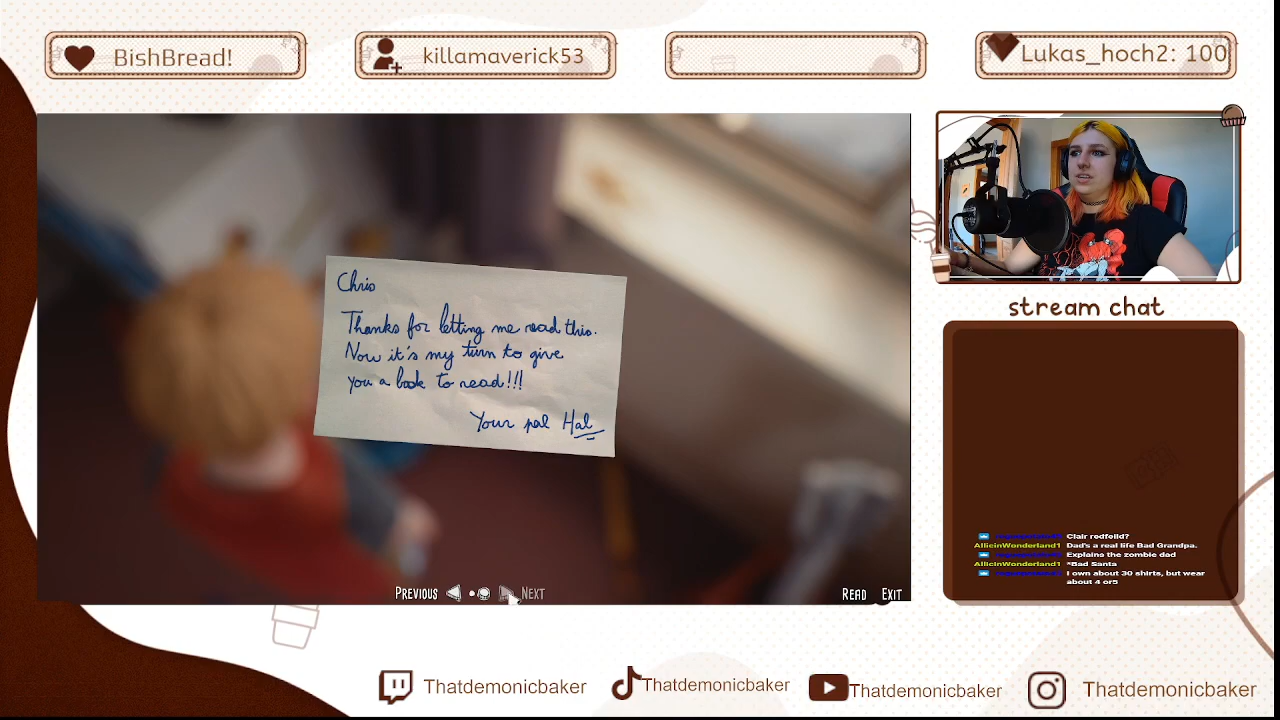 BishBread!
killamaverick53
Lukas_hoch2: 100
Chris
Thanks for letting me read this.
Now it's my turn to give
you a book to read!!!
Your pal Hal
PREVIOUS
NEXT
READ
EXIT
stream chat
Clair redfeild?
AllieinWonderland1 Dad's a real life Bad Grandpa.
Explains the zombie dad
AllieinWonderland1 *Bad Santa
I own about 30 shirts, but wear
about 4 or5
Thatdemonicbaker
Thatdemonicbaker
Thatdemonicbaker
Thatdemonicbaker